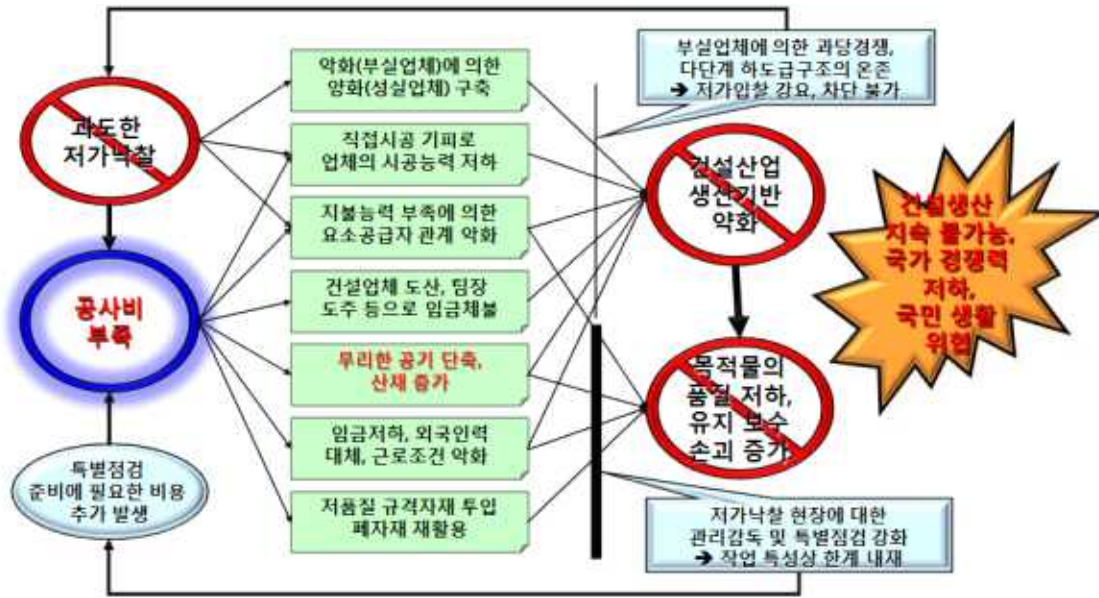 과도한
저가낙찰
공사비
부족
특별점검
준비에 필요한 비용
추가 발생
악화(부실업체)에 의한
양화(성실업체) 구축
직접시공 기피로
업체의 시공능력 저하
지불능력 부족에 의한
요소공급자 관계 악화
건설업체 도산, 팀장
도주 등으로 임금체불
무리한 공기 단축,
산재 증가
임금저하, 외국인력
대체, 근로조건 악화
저품질 규격자재 투입
폐자재 재활용
부실업체에 의한 과당경쟁,
다단계 하도급구조의 온존
➔ 저가입찰 강요, 차단 불가
건설산업
생산기반
약화
목적물의
품질 저하,
유지 보수
손괴 증가
저가낙찰 현장에 대한
관리감독 및 특별점검 강화
➔ 작업 특성상 한계 내재
건설생산
지속 불가능,
국가 경쟁력
저하,
국민 생활
위협